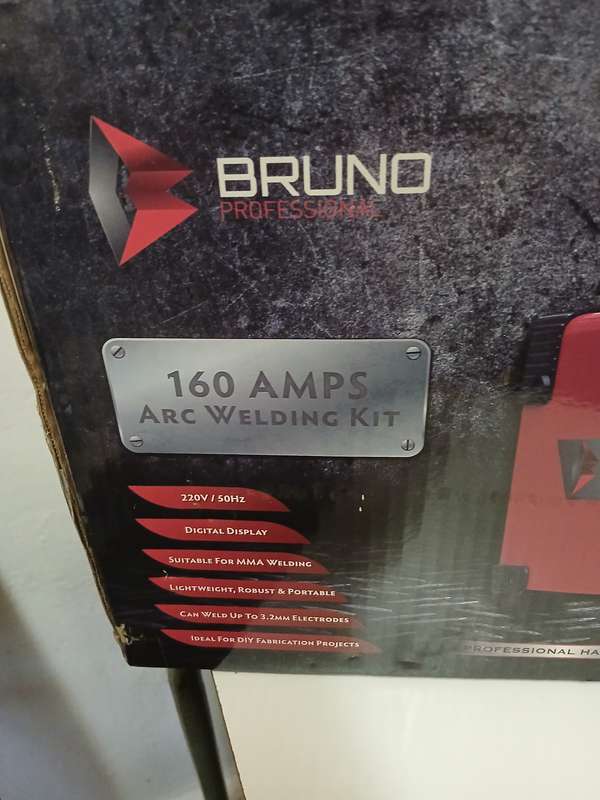 BRUNO
PROFESSIONAL
160 AMPS
ARC WELDING KIT
220V / 50HZ
DIGITAL DISPLAY
SUITABLE FOR MMA WELDING
LIGHTWEIGHT, ROBUST & PORTABLE
CAN WELD UP TO 3.2MM ELECTRODES
IDEAL FOR DIY FABRICATION PROJECTS
PROFESSIONAL HA